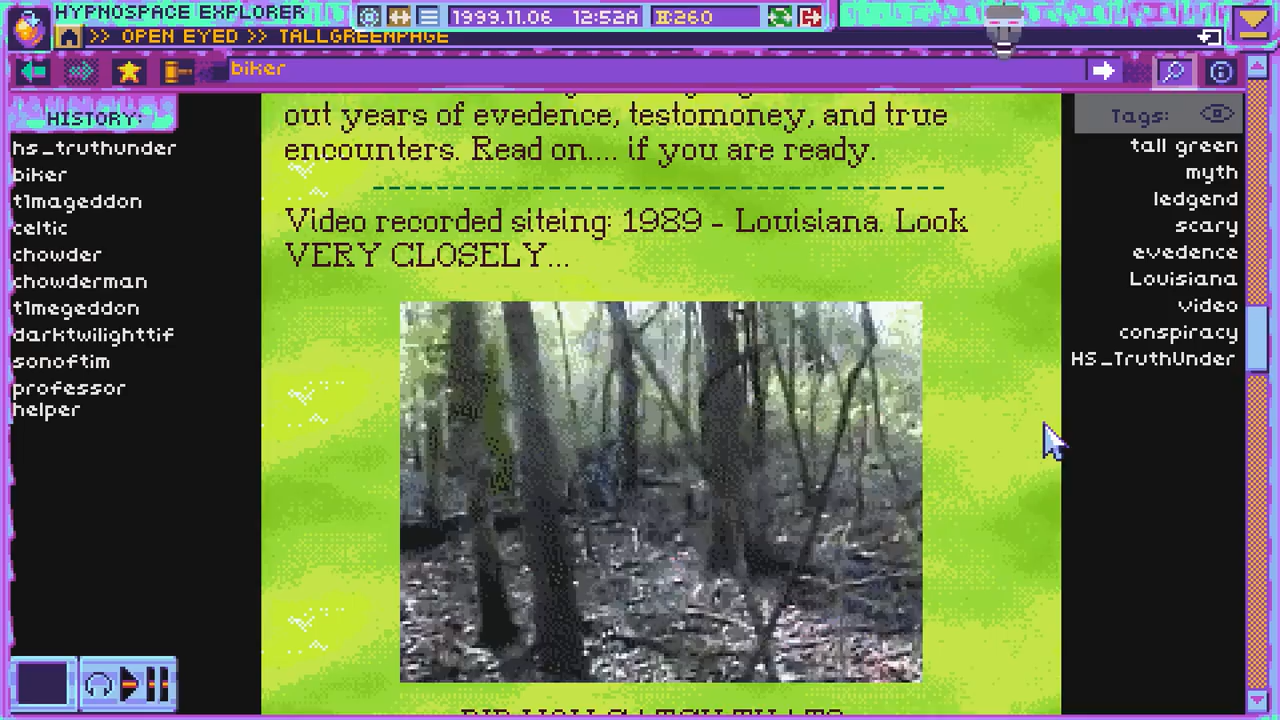 HYPNOSPACE EXPLORER
1999.11.06 12:52A
260
>> OPEN EYED >> TALLGREENPAGE
biker
HISTORY:
hs_truthunder
biker
t1mageddon
celtic
chowder
chowderman
t1megeddon
darktwilighttif
sonoftim
professor
helper
out years of evedence, testomoney, and true
encounters. Read on.... if you are ready.
Video recorded siteing: 1989 - Louisiana. Look
VERY CLOSELY...
Tags:
tall green
myth
ledgend
scary
evedence
Louisiana
video
conspiracy
HS_TruthUnder